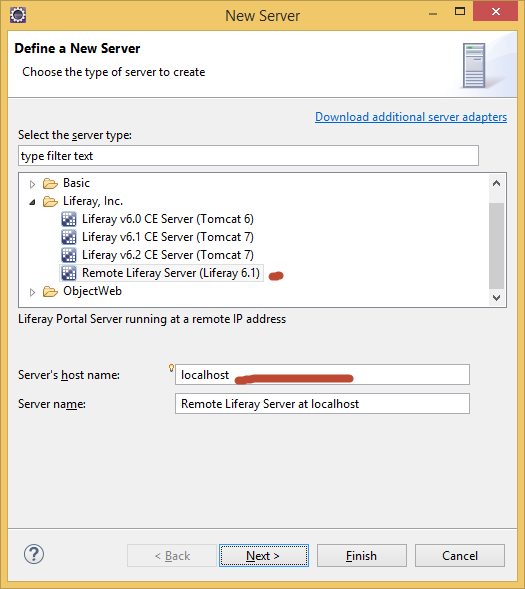 New Server
Define a New Server
Choose the type of server to create
Download additional server adapters
Select the server type:
type filter text
Basic
Liferay, Inc.
Liferay v6.0 CE Server (Tomcat 6)
Liferay v6.1 CE Server (Tomcat 7)
Liferay v6.2 CE Server (Tomcat 7)
Remote Liferay Server (Liferay 6.1)
ObjectWeb
Liferay Portal Server running at a remote IP address
Server's host name: localhost
Server name: Remote Liferay Server at localhost
? < Back Next > Finish Cancel